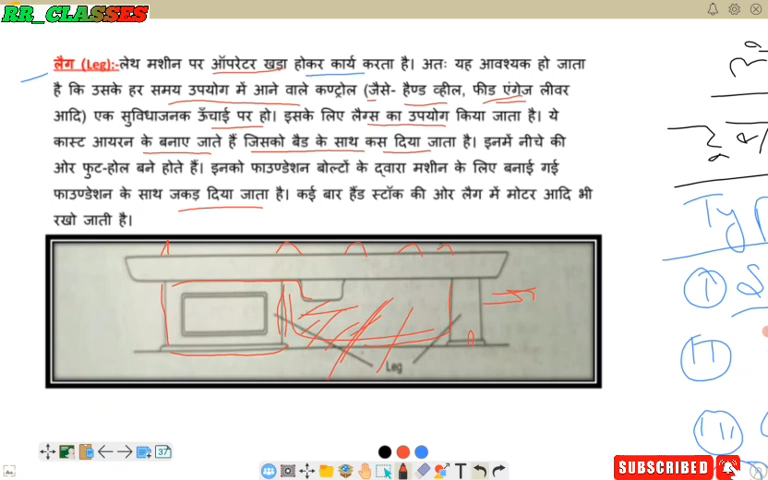 RR_CLASSES
लैग (Leg):-लेथ मशीन पर ऑपरेटर खड़ा होकर कार्य करता है। अतः यह आवश्यक हो जाता
है कि उसके हर समय उपयोग में आने वाले कण्ट्रोल (जैसे- हैण्ड व्हील, फीड एंगेज लीवर
आदि) एक सुविधाजनक ऊँचाई पर हो। इसके लिए लैग्स का उपयोग किया जाता है। ये
कास्ट आयरन के बनाए जाते हैं जिसको बैड के साथ कस दिया जाता है। इनमें नीचे की
ओर फुट-होल बने होते हैं। इनको फाउण्डेशन बोल्टों के द्वारा मशीन के लिए बनाई गई
फाउण्डेशन के साथ जकड़ दिया जाता है। कई बार हैंड स्टॉक की ओर लैग में मोटर आदि भी
रखी जाती है।
Leg
37
SUBSCRIBED